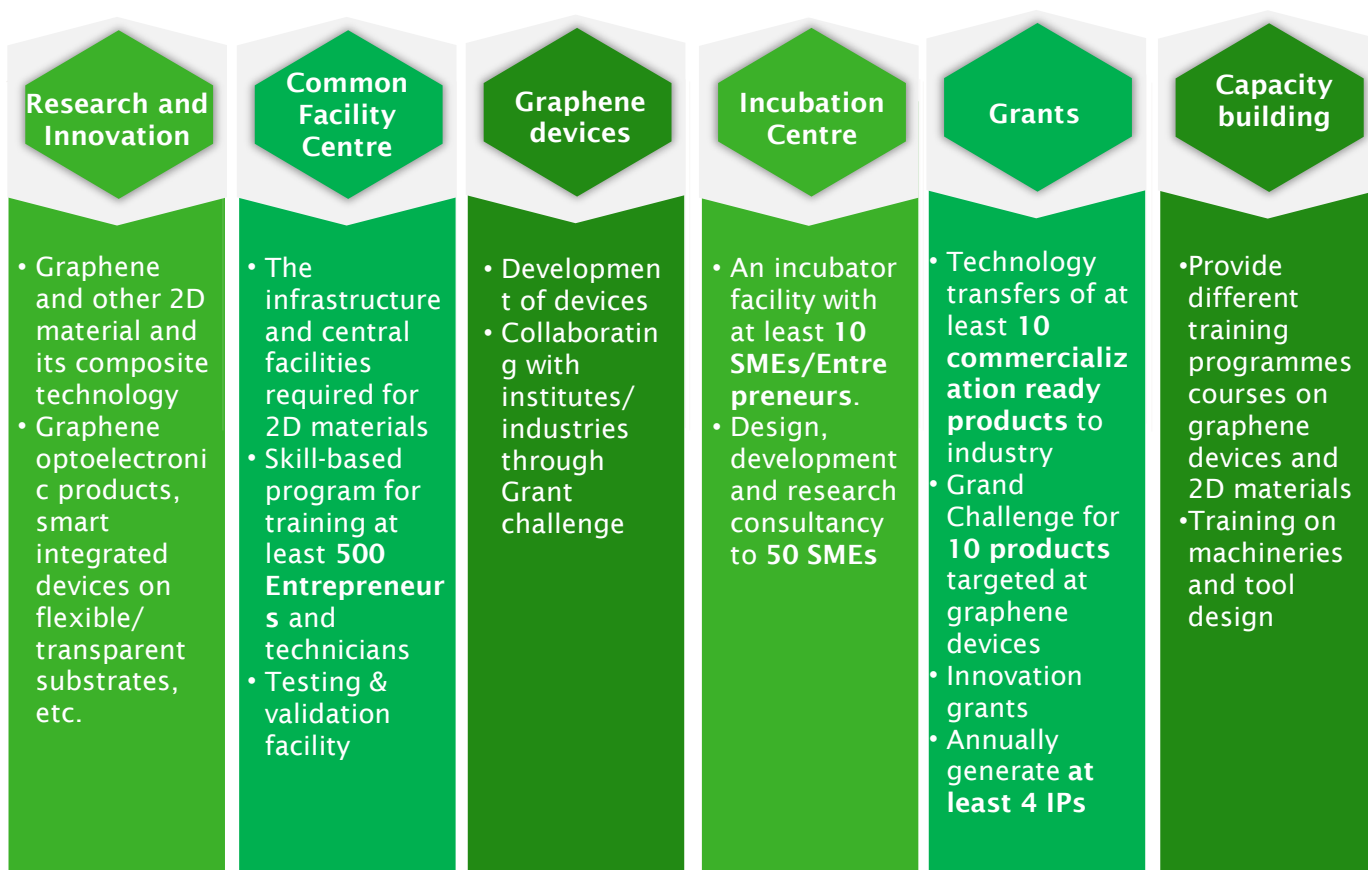 Research and
Innovation
• Graphene
and other 2D
material and
its composite
technology
• Graphene
optoelectroni
c products,
smart
integrated
devices on
flexible/
transparent
substrates,
etc.
Common
Facility
Centre
• The
infrastructure
and central
facilities
required for
2D materials
• Skill-based
program for
training at
least 500
Entrepreneur
s and
technicians
• Testing &
validation
facility
Graphene
devices
• Developmen
t of devices
• Collaboratin
g with
institutes/
industries
through
Grant
challenge
Incubation
Centre
• An incubator
facility with
at least 10
SMEs/Entre
preneurs.
• Design,
development
and research
consultancy
to 50 SMEs
Grants
• Technology
transfers of at
least 10
commercializ
ation ready
products to
industry
• Grand
Challenge for
10 products
targeted at
graphene
devices
• Innovation
grants
• Annually
generate at
least 4 IPs
Capacity
building
•Provide
different
training
programmes
courses on
graphene
devices and
2D materials
•Training on
machineries
and tool
design